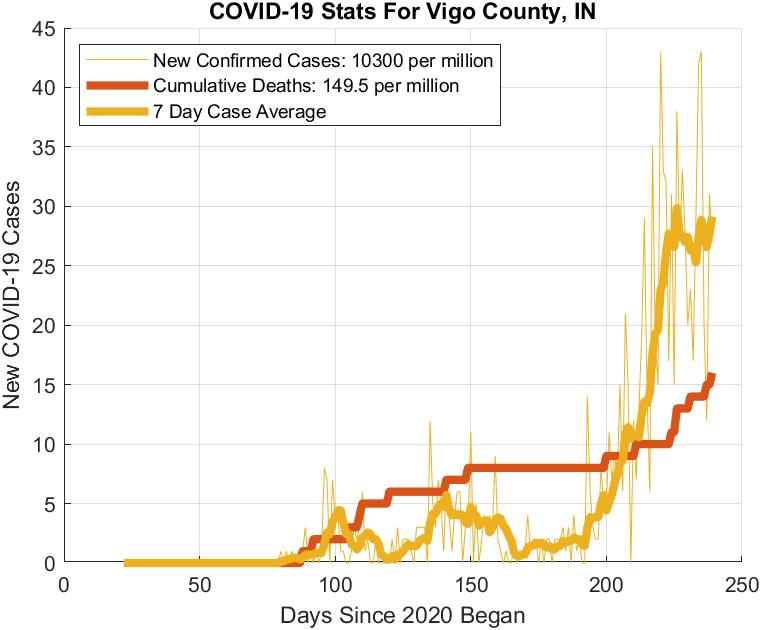 COVID-19 Stats For Vigo County, IN
New Confirmed Cases: 10300 per million
Cumulative Deaths: 149.5 per million
7 Day Case Average
New COVID-19 Cases
45
40
35
30
25
20
15
10
5
0
0 50 100 150 200 250
Days Since 2020 Began